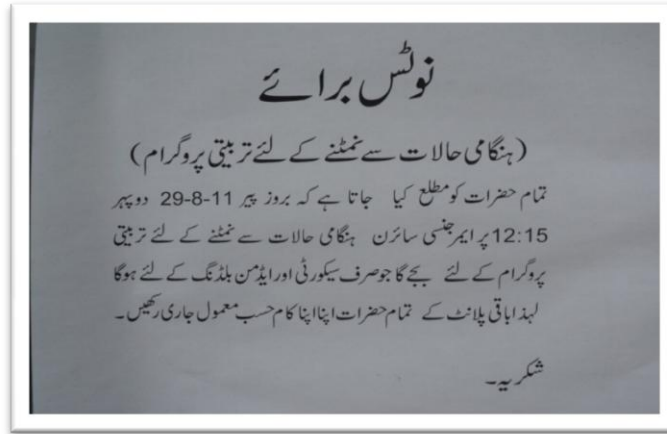 نوٹس برائے
(ہنگامی حالات سے نمٹنے کے لئے تربیتی پروگرام)
تمام حضرات کو مطلع کیا جاتا ہے کہ بروز پیر 11-8-29 دوپہر
12:15 پر ایمرجنسی سائرن ہنگامی حالات سے نمٹنے کے لئے تربیتی
پروگرام کے لئے بجے گا جو صرف سیکورٹی اور ایڈمن بلڈنگ کے لئے ہوگا
لہذا باقی پلانٹ کے تمام حضرات اپنا اپنا کام حسب معمول جاری رکھیں۔
شکریہ۔